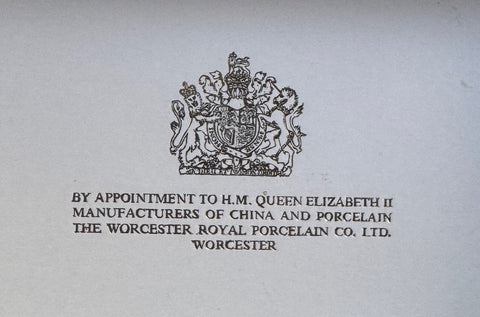 BY APPOINTMENT TO H.M. QUEEN ELIZABETH II
MANUFACTURERS OF CHINA AND PORCELAIN
THE WORCESTER ROYAL PORCELAIN CO. LTD.
WORCESTER